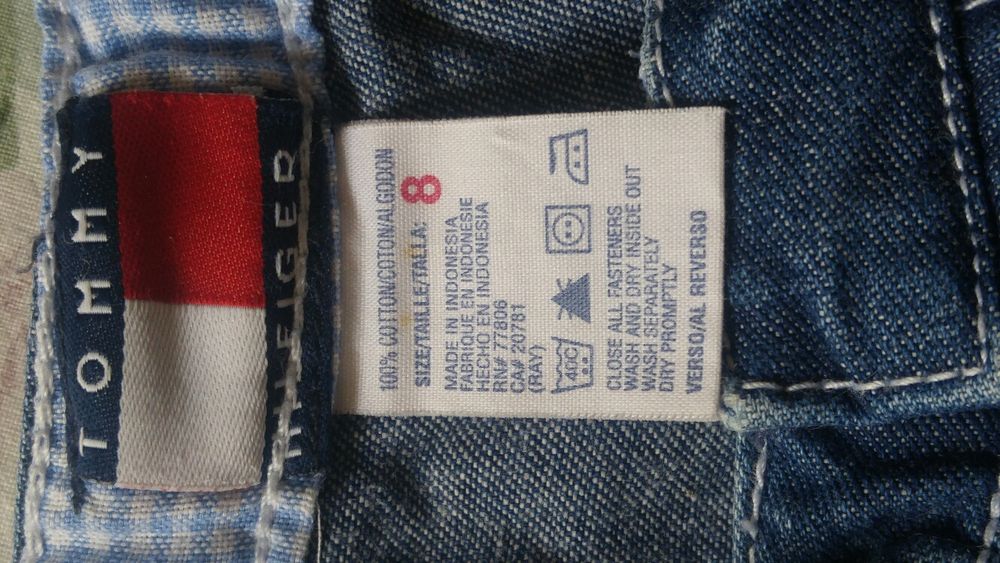 TOMMY
HILFIGER
100% COTTON/COTON/ALGODON
SIZE/TAILLE/TALLA: 8
MADE IN INDONESIA
FABRIQUE EN INDONESIE
HECHO EN INDONESIA
RN# 77806
CA# 20781
(RAY)
40C
CLOSE ALL FASTENERS
WASH AND DRY INSIDE OUT
WASH SEPARATELY
DRY PROMPTLY
VERSO/AL REVERSO